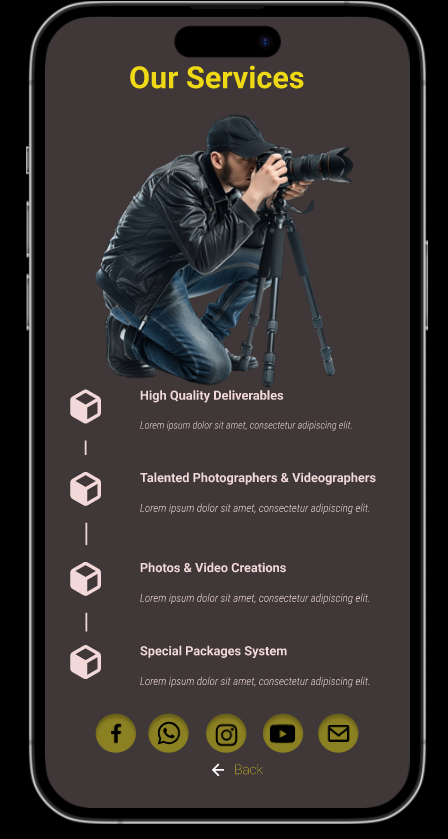 Our Services
High Quality Deliverables
Lorem ipsum dolor sit amet, consectetur adipiscing elit.
Talented Photographers & Videographers
Lorem ipsum dolor sit amet, consectetur adipiscing elit.
Photos & Video Creations
Lorem ipsum dolor sit amet, consectetur adipiscing elit.
Special Packages System
Lorem ipsum dolor sit amet, consectetur adipiscing elit.
Back